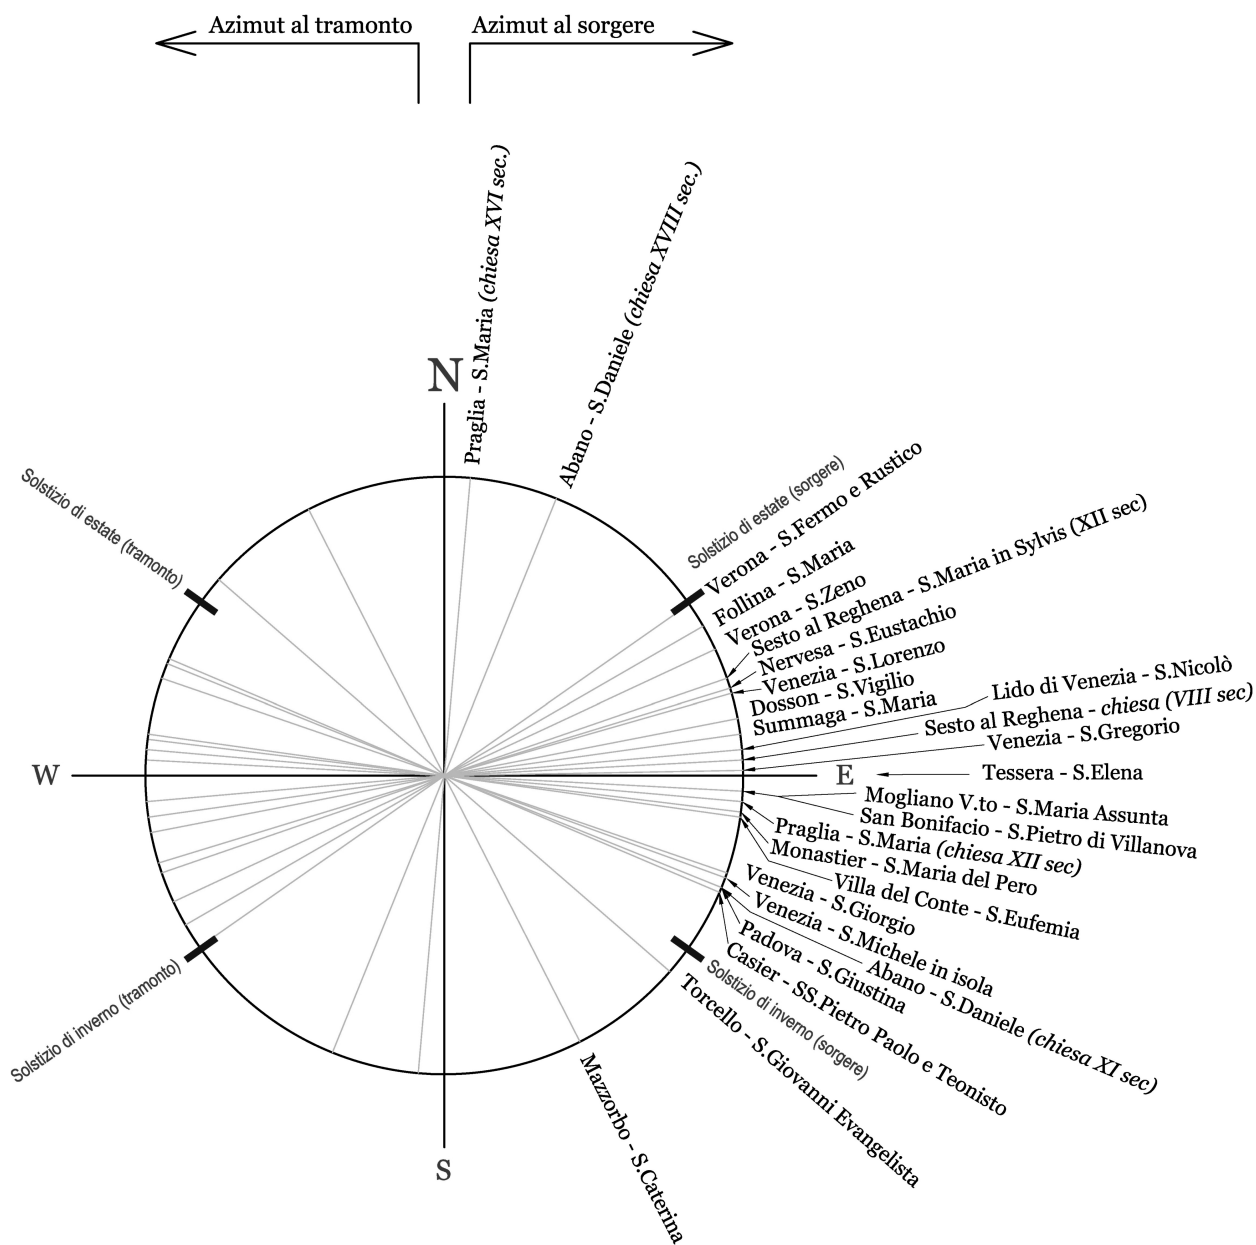 Azimut al tramonto
Azimut al sorgere
Praglia - S.Maria (chiesa XVI sec.)
Abano - S.Daniele (chiesa XVIII sec.)
N
Solstizio di estate (tramonto)
Solstizio di estate (sorgere)
Verona - S.Fermo e Rustico
Follina - S.Maria
Verona - S.Zeno
Sesto al Reghena - S.Maria in Sylvis (XII sec)
Nervesa - S.Eustachio
Venezia - S.Lorenzo
Dosson - S.Vigilio
Summaga - S.Maria
Lido di Venezia - S.Nicolò
Sesto al Reghena - chiesa (VIII sec)
Venezia - S.Gregorio
W
E
Tessera - S.Elena
Mogliano V.to - S.Maria Assunta
San Bonifacio - S.Pietro di Villanova
Praglia - S.Maria (chiesa XII sec)
Monastier - S.Maria del Pero
Villa del Conte - S.Eufemia
Venezia - S.Giorgio
Venezia - S.Michele in isola
Padova - S.Giustina
Abano - S.Daniele (chiesa XI sec)
Casier - SS.Pietro Paolo e Teonisto
Solstizio di inverno (sorgere)
Solstizio di inverno (tramonto)
Torcello - S.Giovanni Evangelista
Mazzorbo - S.Caterina
S